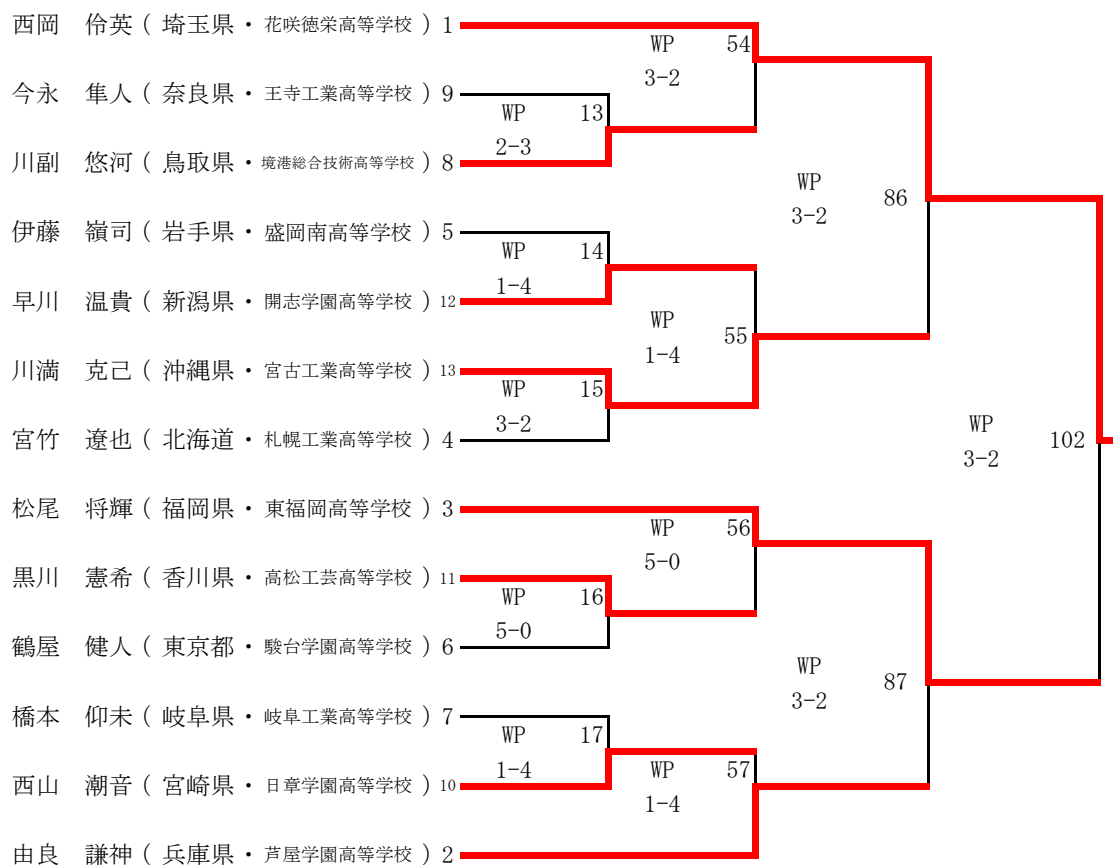 西岡　伶英 ( 埼玉県・花咲徳栄高等学校 ) 1
WP 54
3-2
今永　隼人 ( 奈良県・王寺工業高等学校 ) 9
WP 13
2-3
川副　悠河 ( 鳥取県・境港総合技術高等学校 ) 8
WP 86
3-2
伊藤　嶺司 ( 岩手県・盛岡南高等学校 ) 5
WP 14
1-4
早川　温貴 ( 新潟県・開志学園高等学校 ) 12
WP 55
1-4
川満　克己 ( 沖縄県・宮古工業高等学校 ) 13
WP 15
3-2
宮竹　遼也 ( 北海道・札幌工業高等学校 ) 4
WP 102
3-2
松尾　将輝 ( 福岡県・東福岡高等学校 ) 3
WP 56
5-0
黒川　憲希 ( 香川県・高松工芸高等学校 ) 11
WP 16
5-0
鶴屋　健人 ( 東京都・駿台学園高等学校 ) 6
WP 87
3-2
橋本　仰未 ( 岐阜県・岐阜工業高等学校 ) 7
WP 17
1-4
西山　潮音 ( 宮崎県・日章学園高等学校 ) 10
WP 57
1-4
由良　謙神 ( 兵庫県・芦屋学園高等学校 ) 2